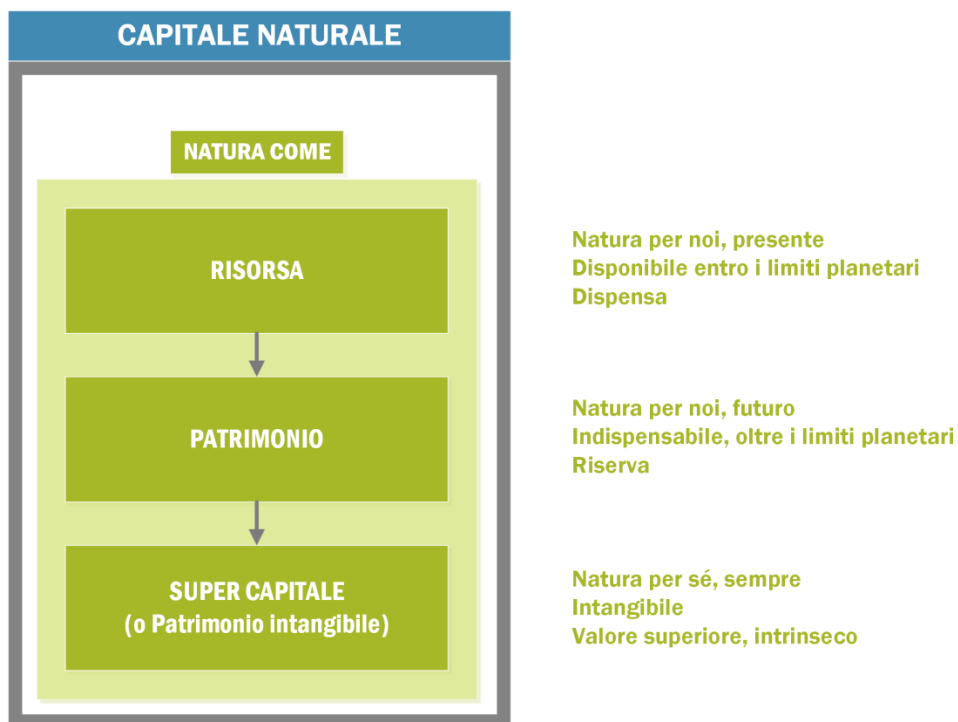 CAPITALE NATURALE
NATURA COME
RISORSA
Natura per noi, presente
Disponibile entro i limiti planetari
Dispensa
PATRIMONIO
Natura per noi, futuro
Indispensabile, oltre i limiti planetari
Riserva
SUPER CAPITALE
(o Patrimonio intangibile)
Natura per sé, sempre
Intangibile
Valore superiore, intrinseco